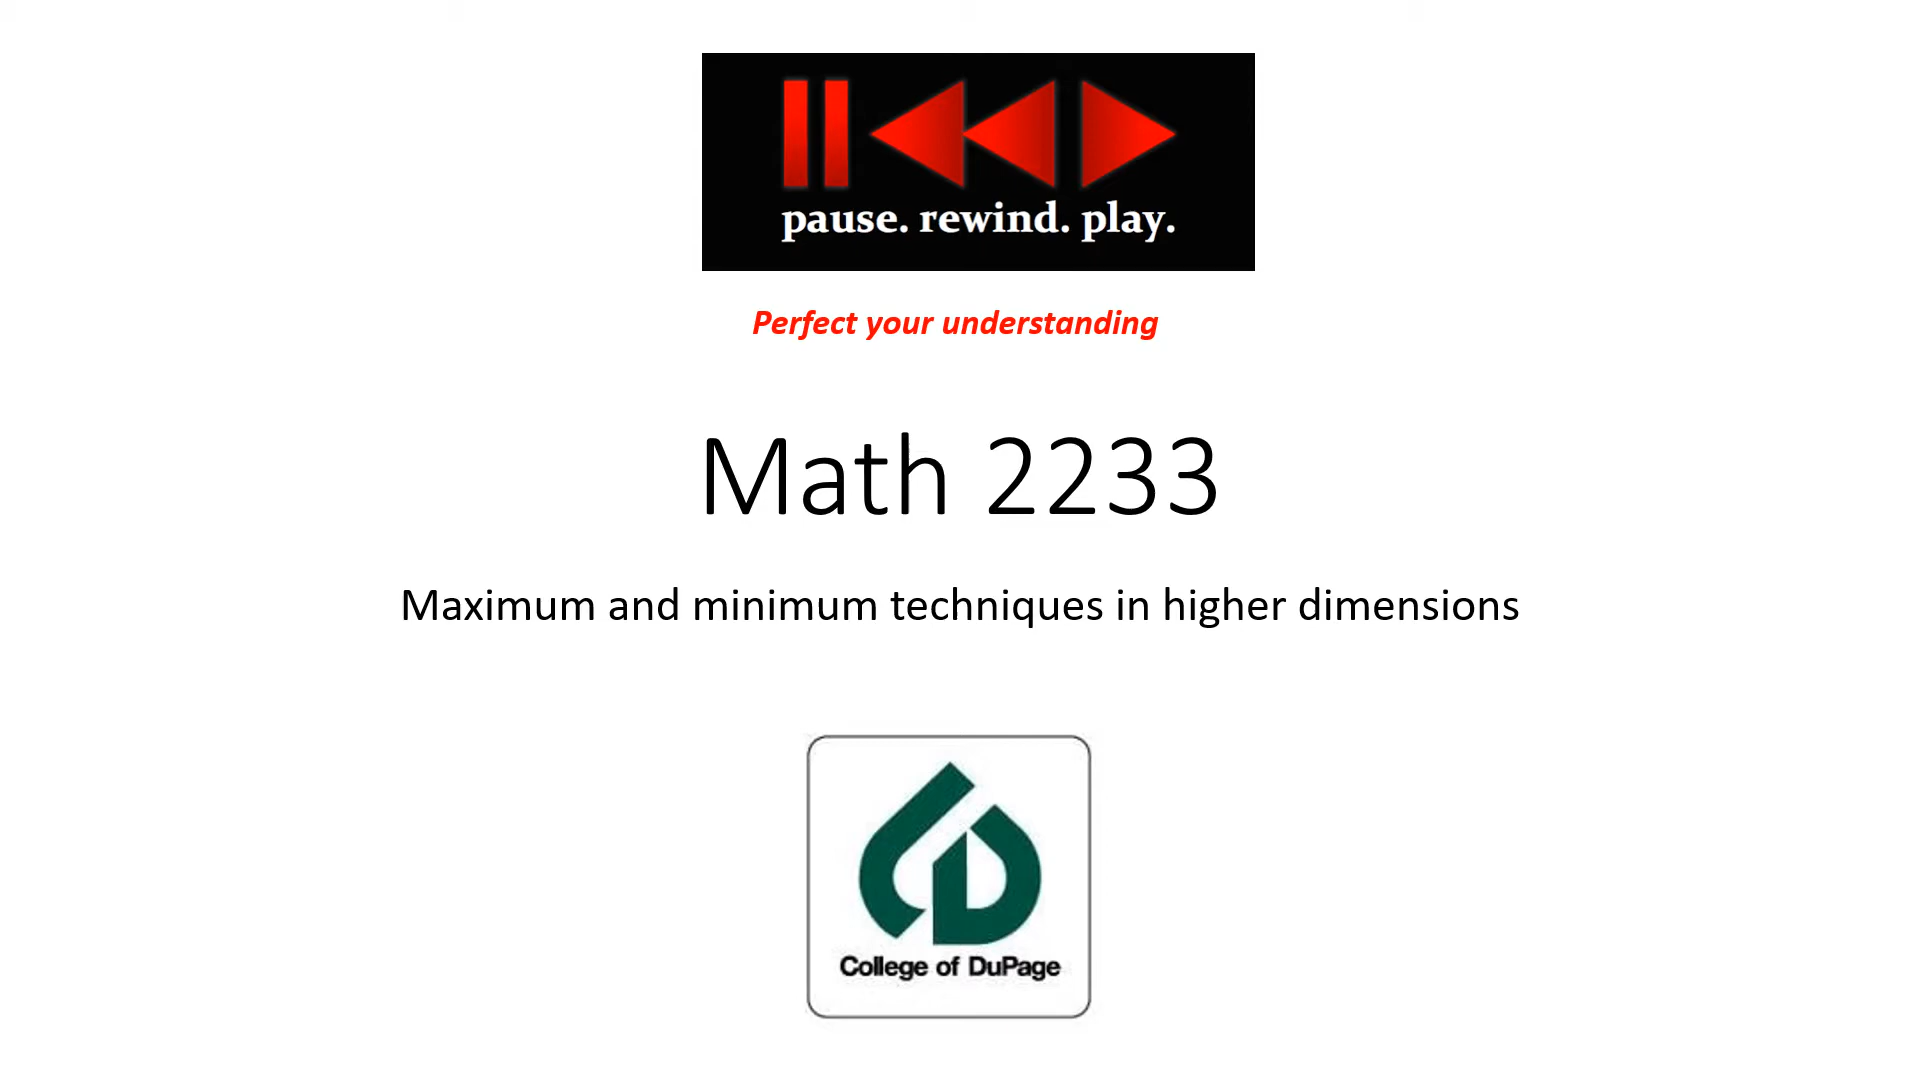 pause. rewind. play.
Perfect your understanding
Math 2233
Maximum and minimum techniques in higher dimensions
College of DuPage